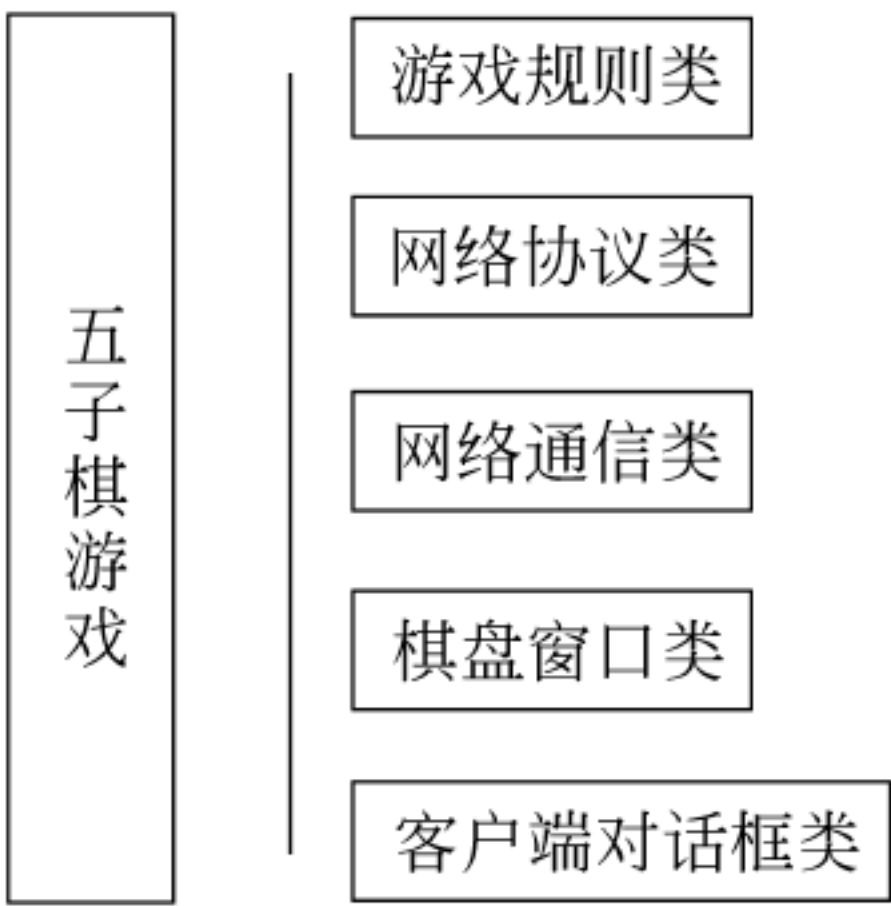 五子棋游戏
游戏规则类
网络协议类
网络通信类
棋盘窗口类
客户端对话框类